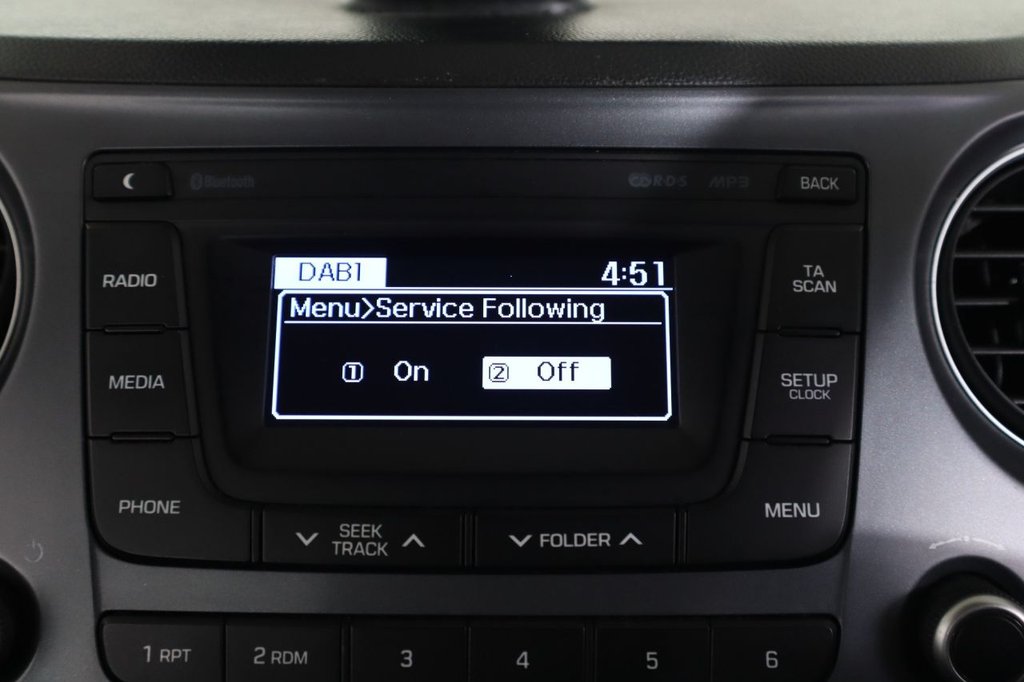 Bluetooth
CD R·D·S
MP3
BACK
RADIO
DAB1
4:51
TA
SCAN
Menu>Service Following
MEDIA
1 On
2 Off
SETUP
CLOCK
PHONE
SEEK
TRACK
FOLDER
MENU
1 RPT
2 RDM
3
4
5
6